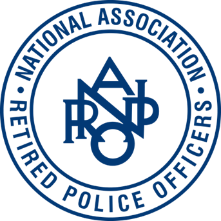 NATIONAL ASSOCIATION
RETIRED POLICE OFFICERS
NARPO